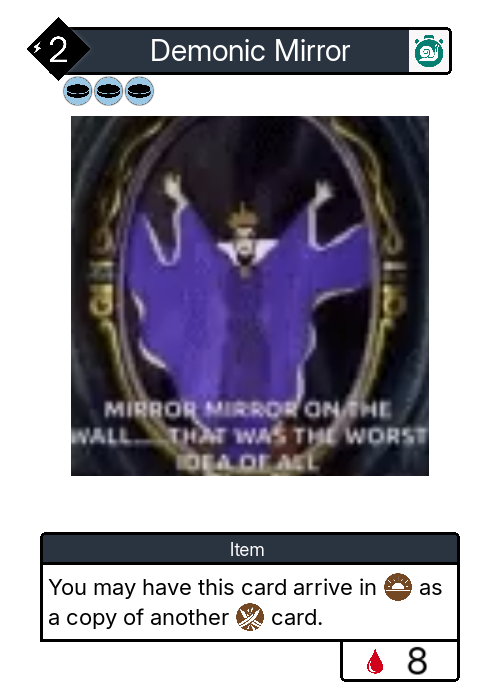 2
Demonic Mirror
MIRROR MIRROR ON THE
WALL.....THAT WAS THE WORST
IDEA OF ALL
Item
You may have this card arrive in as
a copy of another card.
8